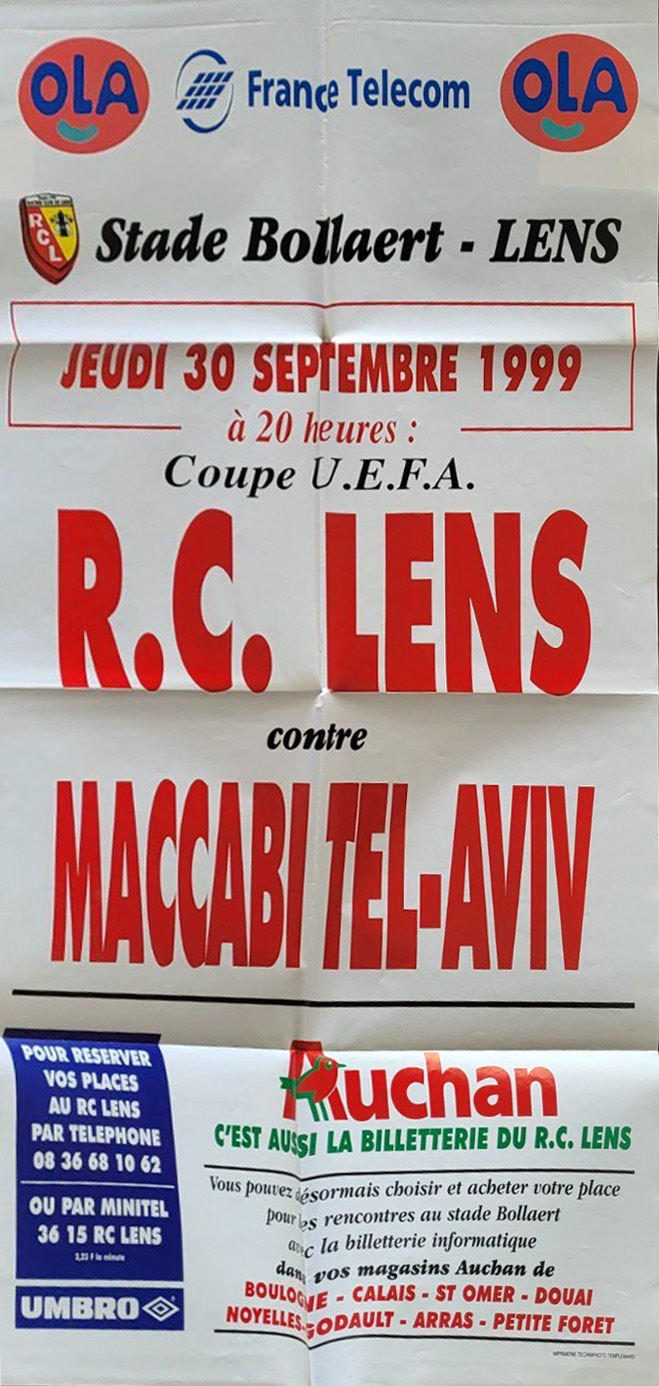 OLA
France Telecom
OLA
RCL
Stade Bollaert - LENS
JEUDI 30 SEPTEMBRE 1999
à 20 heures :
Coupe U.E.F.A.
R.C. LENS
contre
MACCABI TEL-AVIV
POUR RESERVER
VOS PLACES
AU RC LENS
PAR TELEPHONE
08 36 68 10 62
OU PAR MINITEL
36 15 RC LENS
2,23 F la minute
UMBRO
Auchan
C'EST AUSSI LA BILLETTERIE DU R.C. LENS
Vous pouvez désormais choisir et acheter votre place
pour les rencontres au stade Bollaert
avec la billetterie informatique
dans vos magasins Auchan de
BOULOGNE - CALAIS - ST OMER - DOUAI
NOYELLES-GODAULT - ARRAS - PETITE FORET